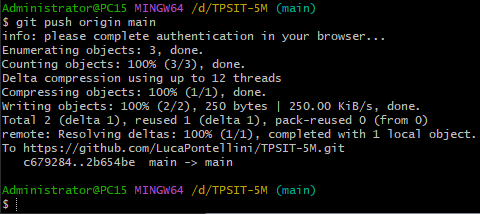 Administrator@PC15 MINGW64 /d/TPSIT-5M (main)
$ git push origin main
info: please complete authentication in your browser...
Enumerating objects: 3, done.
Counting objects: 100% (3/3), done.
Delta compression using up to 12 threads
Compressing objects: 100% (1/1), done.
Writing objects: 100% (2/2), 250 bytes | 250.00 KiB/s, done.
Total 2 (delta 1), reused 1 (delta 1), pack-reused 0 (from 0)
remote: Resolving deltas: 100% (1/1), completed with 1 local object.
To https://github.com/LucaPontellini/TPSIT-5M.git
   c679284..2b654be  main -> main

Administrator@PC15 MINGW64 /d/TPSIT-5M (main)
$